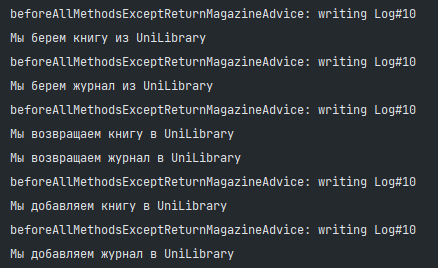 beforeAllMethodsExceptReturnMagazineAdvice: writing Log#10
Мы берем книгу из UniLibrary
beforeAllMethodsExceptReturnMagazineAdvice: writing Log#10
Мы берем журнал из UniLibrary
beforeAllMethodsExceptReturnMagazineAdvice: writing Log#10
Мы возвращаем книгу в UniLibrary
Мы возвращаем журнал в UniLibrary
beforeAllMethodsExceptReturnMagazineAdvice: writing Log#10
Мы добавляем книгу в UniLibrary
beforeAllMethodsExceptReturnMagazineAdvice: writing Log#10
Мы добавляем журнал в UniLibrary